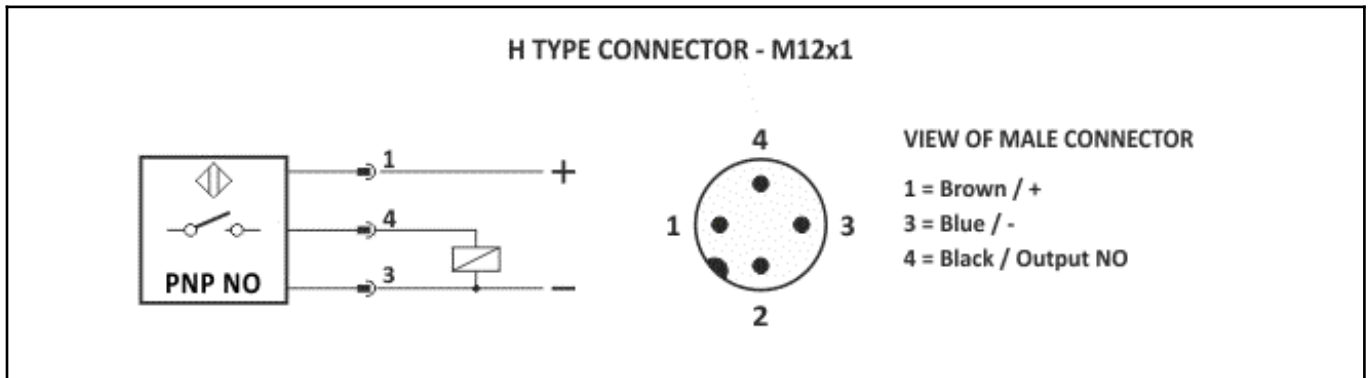 H TYPE CONNECTOR - M12x1
1
+
4
3
−
PNP NO
4
1
3
2
VIEW OF MALE CONNECTOR
1 = Brown / +
3 = Blue / -
4 = Black / Output NO